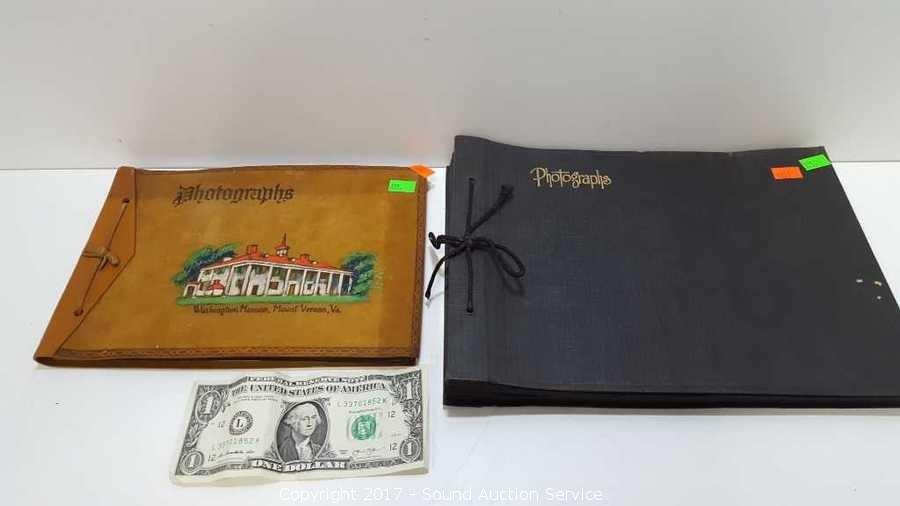 Photographs
Washington Mansion, Mount Vernon, Va.
Photographs
FEDERAL RESERVE NOTE
THE UNITED STATES OF AMERICA
L 33701852 K
12
L
12
L 33701852 K
12
12
1
1
1
1
ONE DOLLAR
Copyright 2017 - Sound Auction Service